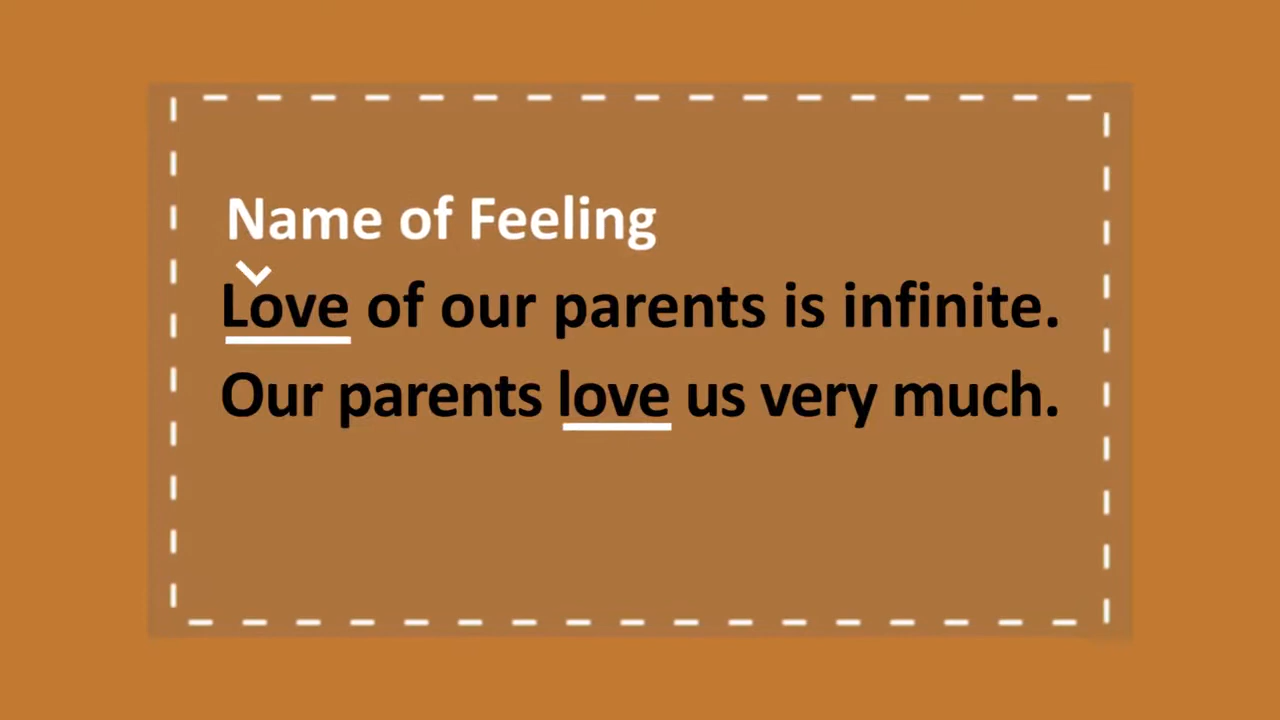 Name of Feeling
Love of our parents is infinite.
Our parents love us very much.